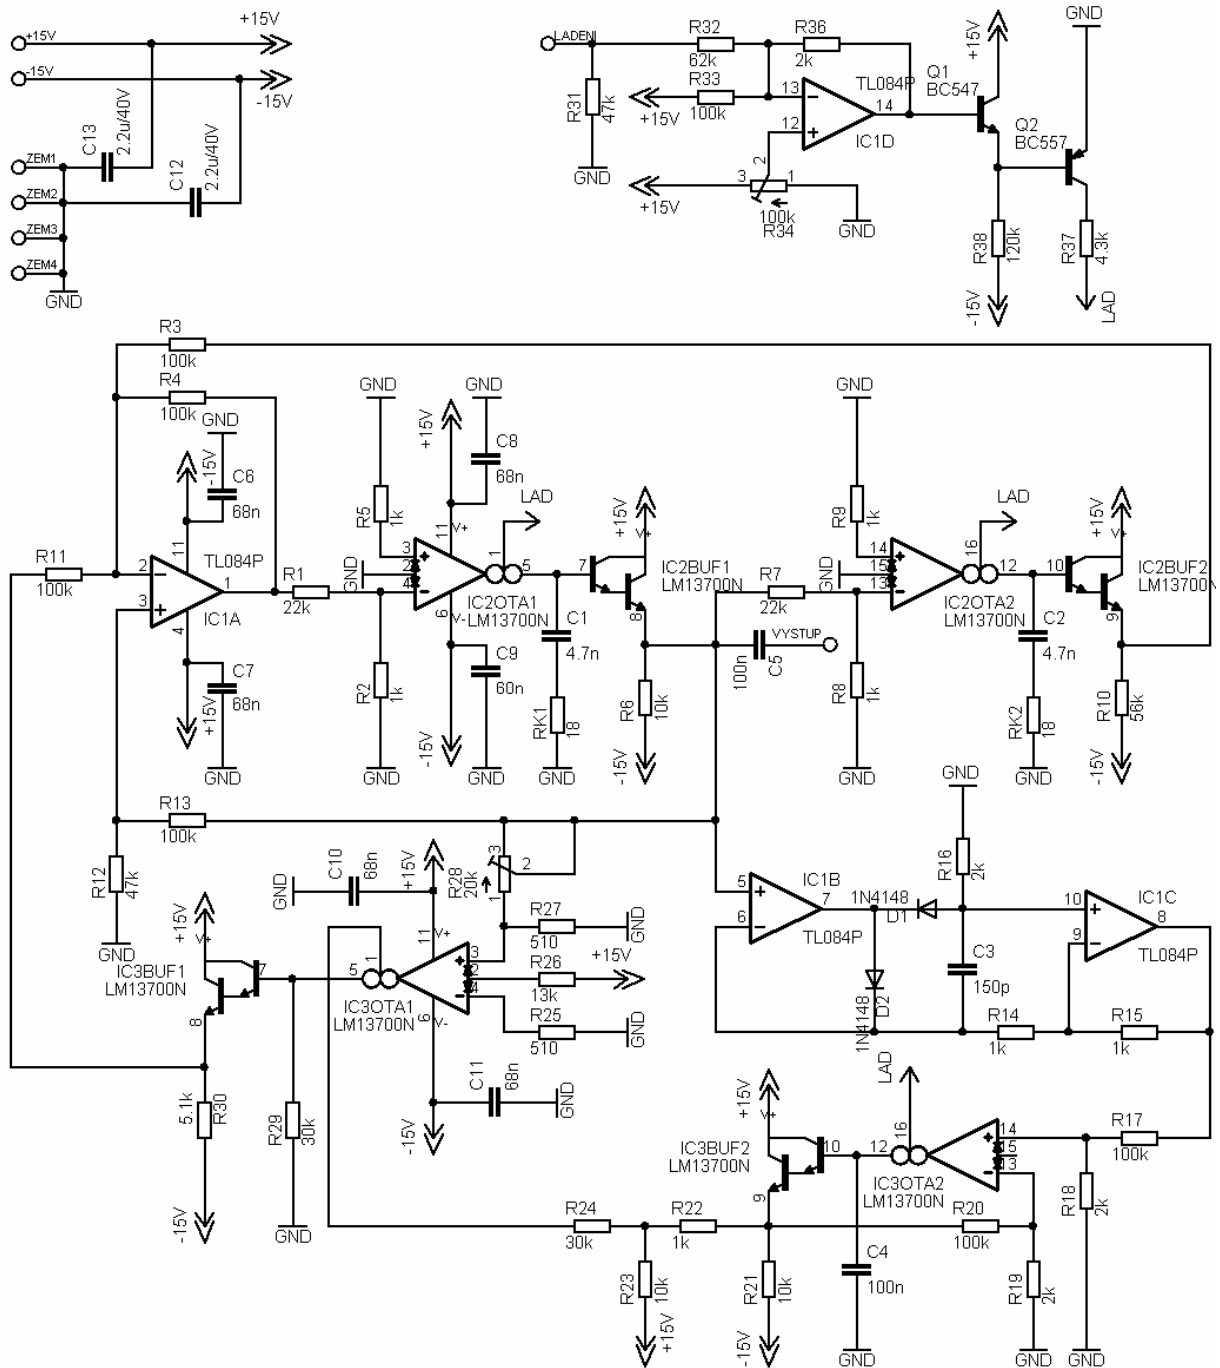 +15V
+15V
-15V
-15V
C13
2.2u/40V
C12
2.2u/40V
ZEM1
ZEM2
ZEM3
ZEM4
GND
LADENI
R32
62k
R36
2k
R31
47k
R33
100k
+15V
GND
13
12
14
TL084P
IC1D
2
3
1
+15V
100k
R34
GND
Q1
BC547
+15V
GND
Q2
BC557
R38
120k
R37
4.3k
-15V
LAD
R3
100k
R4
100k
GND
-15V
C6
68n
11
TL084P
R11
100k
2
3
1
IC1A
4
R1
22k
+15V
C7
68n
GND
GND
R5
1k
+15V
GND
C8
68n
LAD
11
V+
3
2
4
GND
1
5
IC2OTA1
LM13700N
6
V-
R2
1k
GND
-15V
C9
60n
GND
C1
4.7n
RK1
18
GND
7
+15V
V+
IC2BUF1
LM13700N
8
R6
10k
-15V
R7
22k
100n
C5
VYSTUP
GND
R9
1k
LAD
14
15
13
GND
16
12
IC2OTA2
LM13700N
R8
1k
GND
C2
4.7n
RK2
18
GND
10
+15V
V+
IC2BUF2
LM13700N
9
R10
56k
-15V
R13
100k
R12
47k
GND
+15V
V+
IC3BUF1
LM13700N
7
8
5.1k
R30
-15V
R29
30k
GND
GND
C10
68n
+15V
R28
20k
3
2
1
R27
510
GND
11
V+
3
2
4
R26
13k
+15V
R25
510
GND
1
5
IC3OTA1
LM13700N
6
V-
C11
68n
GND
-15V
5
6
7
IC1B
TL084P
1N4148
D1
1N4148
D2
GND
R16
2k
C3
150p
10
9
8
IC1C
TL084P
R14
1k
R15
1k
LAD
+15V
V+
IC3BUF2
LM13700N
10
9
12
16
14
15
13
IC3OTA2
LM13700N
R17
100k
R18
2k
GND
R24
30k
R22
1k
R20
100k
R23
10k
+15V
R21
10k
-15V
C4
100n
GND
R19
2k
GND